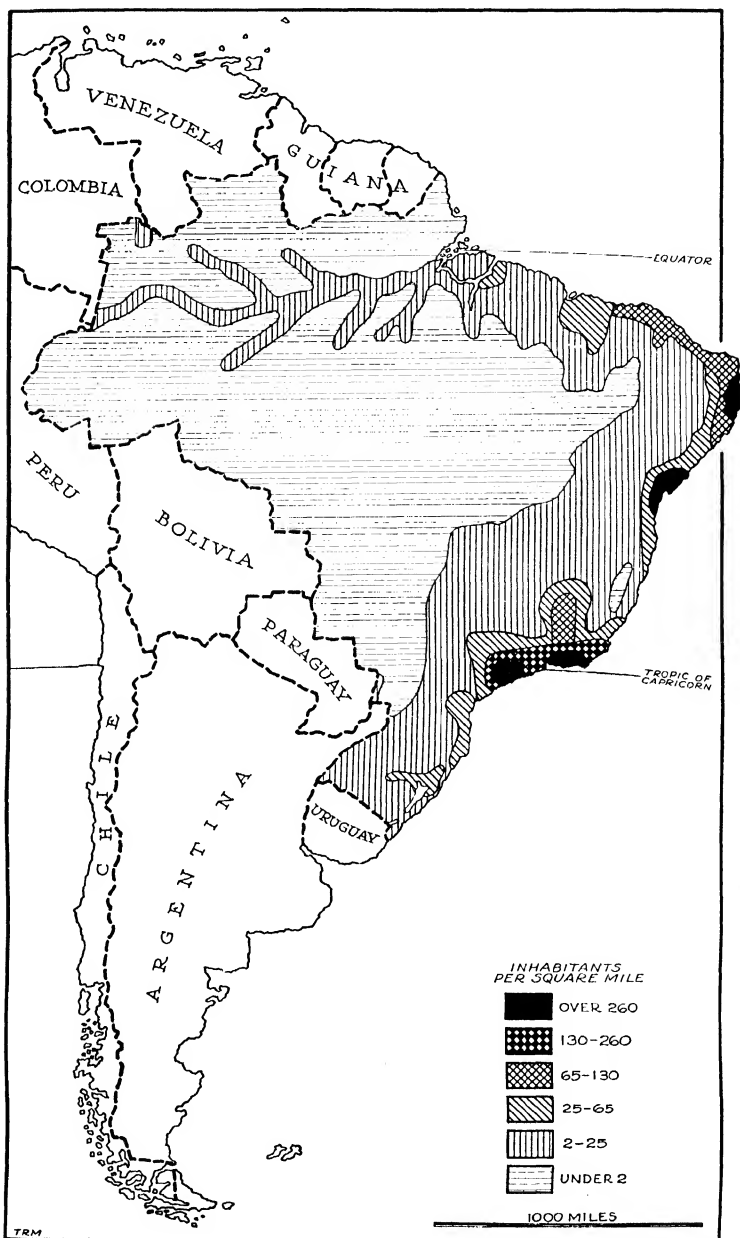 VENEZUELA
GUIANA
COLOMBIA
EQUATOR
PERU
BOLIVIA
PARAGUAY
TROPIC OF
CAPRICORN
CHILE
ARGENTINA
URUGUAY
INHABITANTS
PER SQUARE MILE
OVER 260
130-260
65-130
25-65
2-25
UNDER 2
1000 MILES
TRM